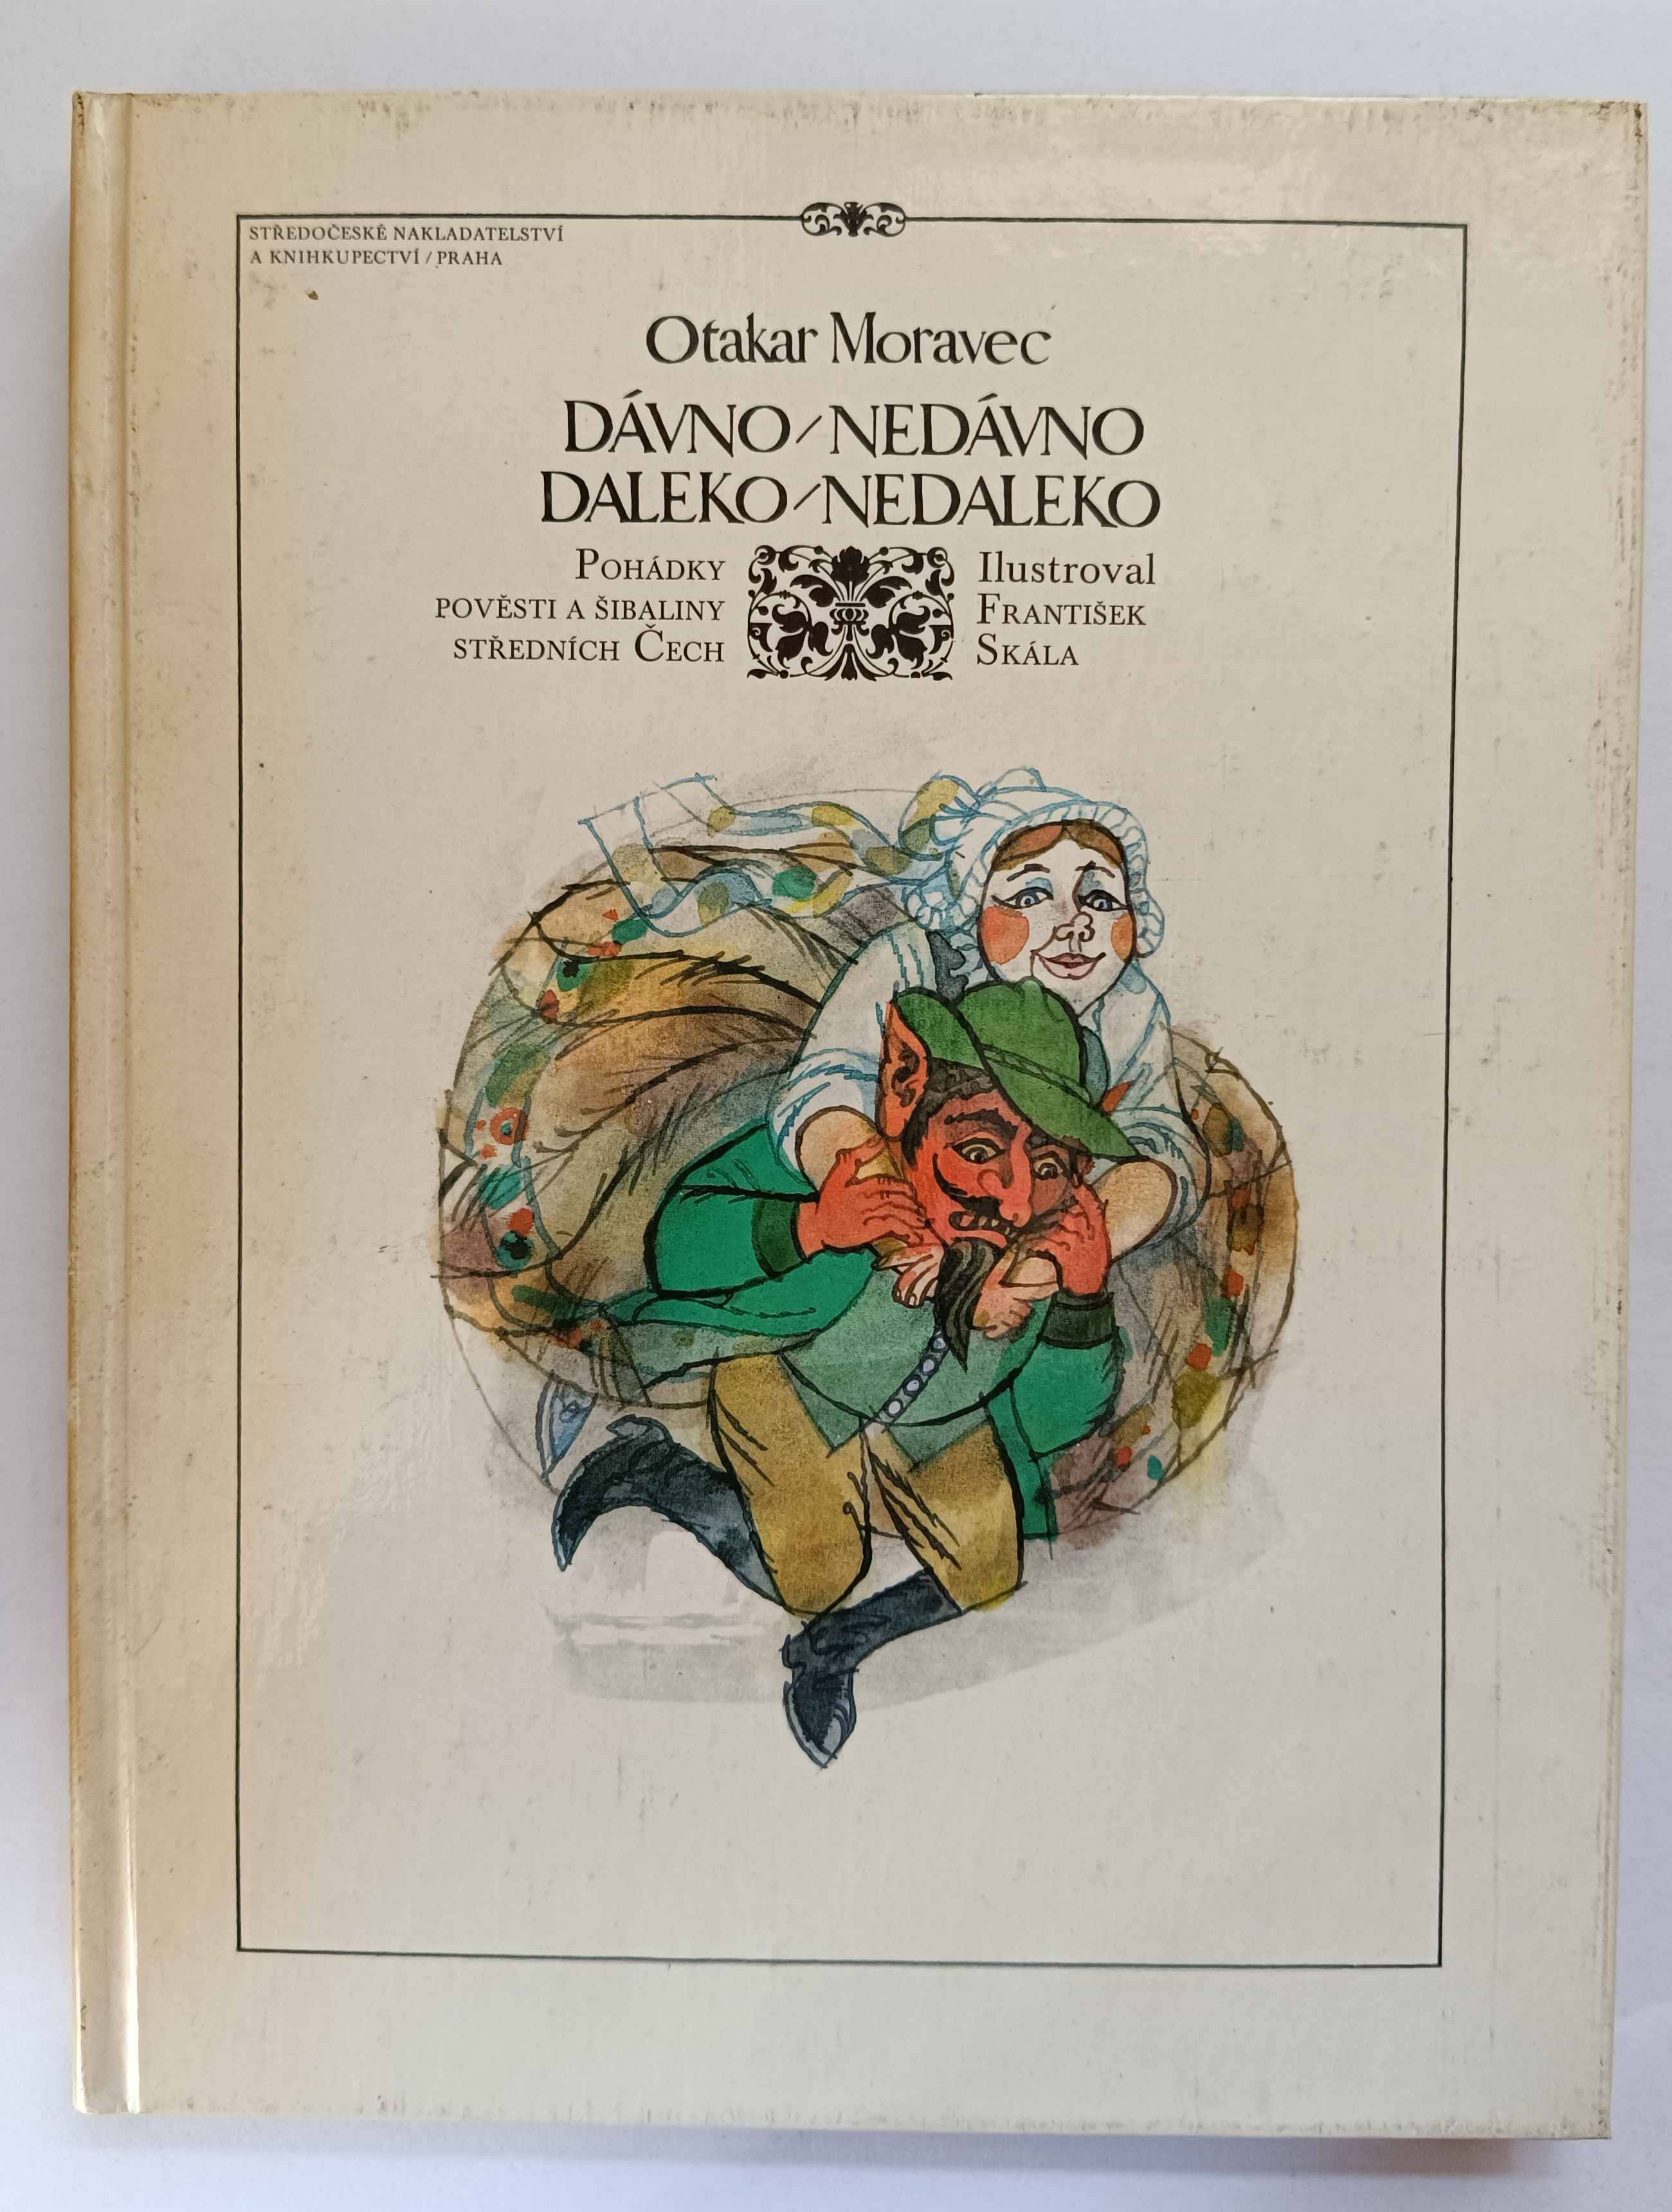 STŘEDOČESKÉ NAKLADATELSTVÍ
A KNIHKUPECTVÍ / PRAHA
Otakar Moravec
DÁVNO/NEDÁVNO
DALEKO/NEDALEKO
POHÁDKY
POVĚSTI A ŠIBALINY
STŘEDNÍCH ČECH
Ilustroval
FRANTIŠEK
SKÁLA